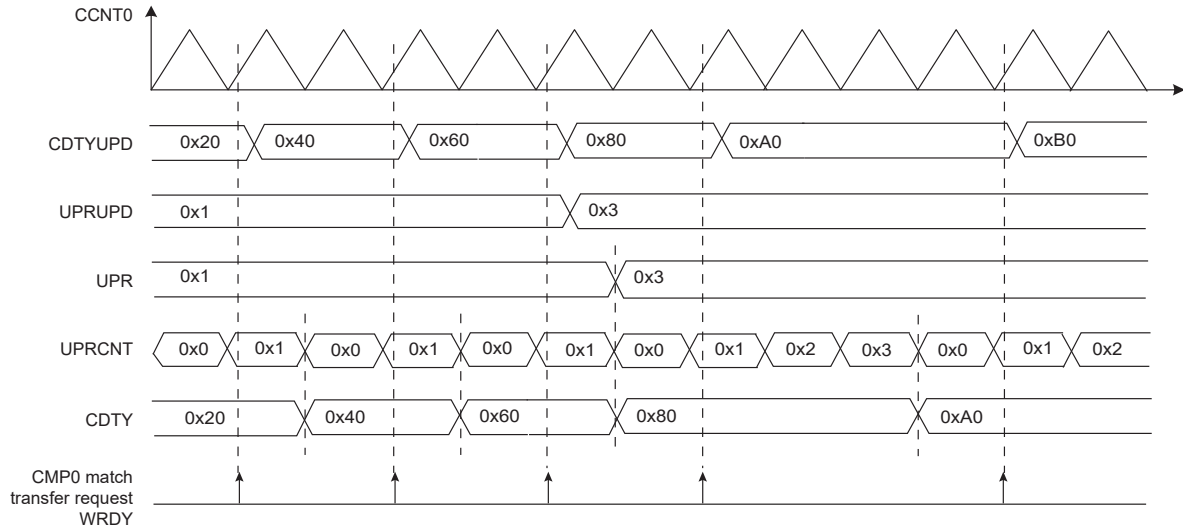 CCNT0
CDTYUPD 0x20 0x40 0x60 0x80 0xA0 0xB0
UPRUPD 0x1 0x3
UPR 0x1 0x3
UPRCNT 0x0 0x1 0x0 0x1 0x0 0x1 0x0 0x1 0x2 0x3 0x0 0x1 0x2
CDTY 0x20 0x40 0x60 0x80 0xA0
CMP0 match
transfer request
WRDY